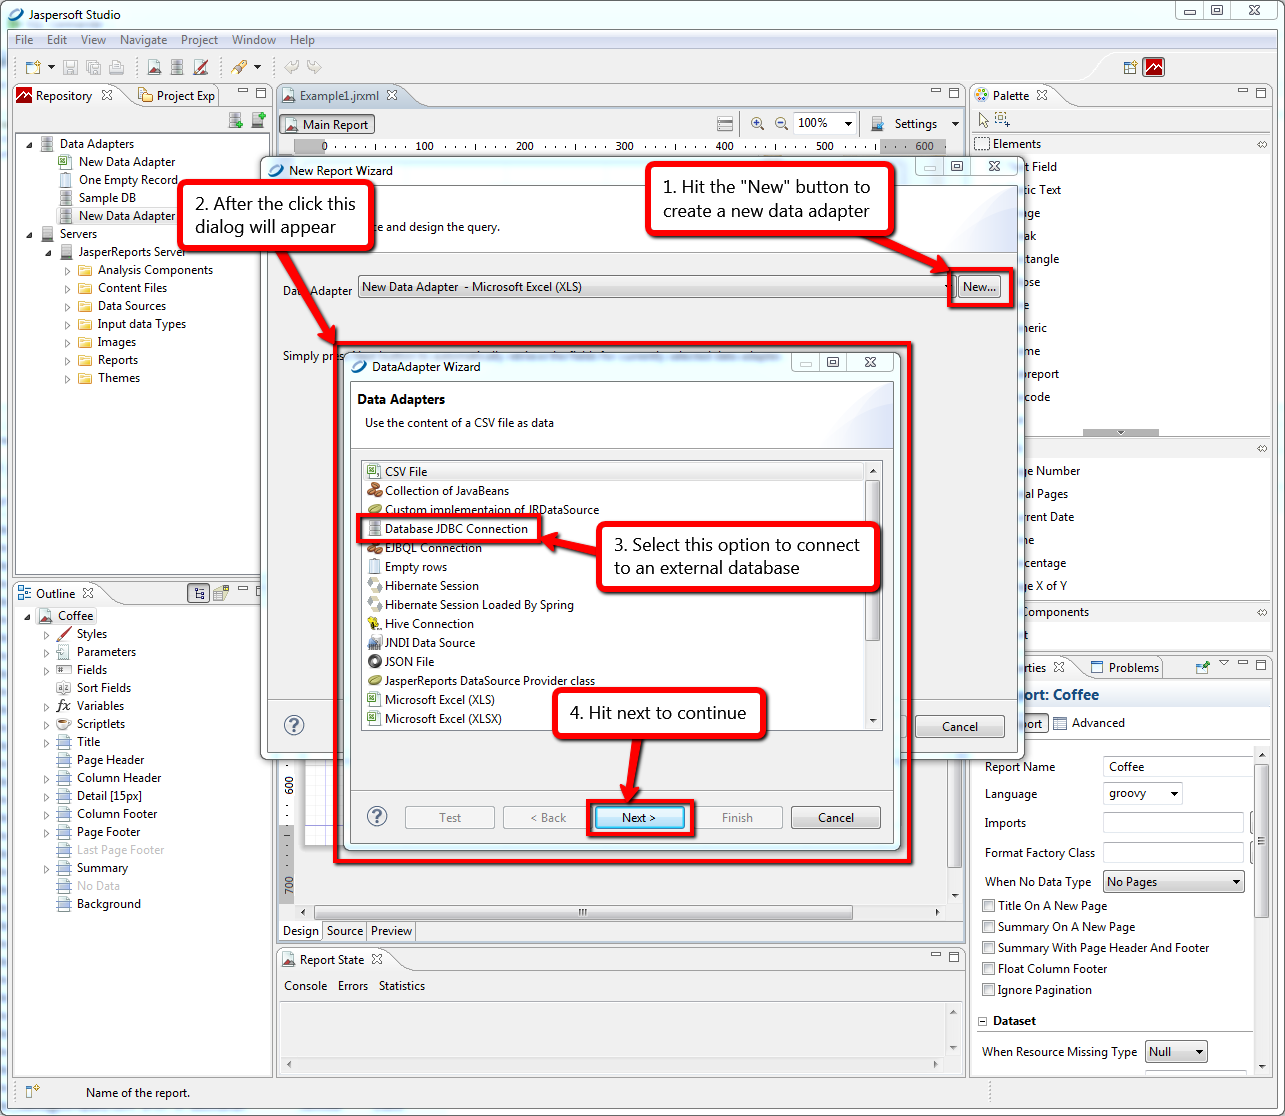 Jaspersoft Studio
File Edit View Navigate Project Window Help
Repository
Project Exp
Data Adapters
New Data Adapter
One Empty Record
Sample DB
New Data Adapter
Servers
JasperReports Server
Analysis Components
Content Files
Data Sources
Input data Types
Images
Reports
Themes
Outline
Coffee
Styles
Parameters
Fields
Sort Fields
Variables
Scriptlets
Title
Page Header
Column Header
Detail [15px]
Column Footer
Page Footer
Last Page Footer
Summary
No Data
Background
Example1.jrxml
Main Report
100%
Settings
0 100 200 300 400 500 600
New Report Wizard
1. Hit the "New" button to
create a new data adapter
2. After the click this
dialog will appear
ce and design the query.
Data Adapter
New Data Adapter - Microsoft Excel (XLS)
New...
Simply pres
DataAdapter Wizard
Data Adapters
Use the content of a CSV file as data
CSV File
Collection of JavaBeans
Custom implementaion of JRDataSource
Database JDBC Connection
EJBQL Connection
Empty rows
Hibernate Session
Hibernate Session Loaded By Spring
Hive Connection
JNDI Data Source
JSON File
JasperReports DataSource Provider class
Microsoft Excel (XLS)
Microsoft Excel (XLSX)
3. Select this option to connect
to an external database
4. Hit next to continue
Test
< Back
Next >
Finish
Cancel
Cancel
600
700
Design Source Preview
Report State
Console Errors Statistics
Palette
Elements
t Field
tic Text
ge
ak
tangle
ose
e
neric
me
oreport
code
ge Number
al Pages
rrent Date
me
centage
ge X of Y
Components
t
rties
Problems
ort: Coffee
ort
Advanced
Report Name
Coffee
Language
groovy
Imports
Format Factory Class
When No Data Type
No Pages
Title On A New Page
Summary On A New Page
Summary With Page Header And Footer
Float Column Footer
Ignore Pagination
Dataset
When Resource Missing Type
Null
Name of the report.